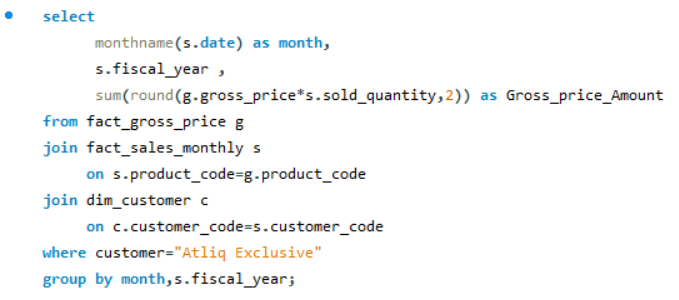 select
monthname(s.date) as month,
s.fiscal_year ,
sum(round(g.gross_price*s.sold_quantity,2)) as Gross_price_Amount
from fact_gross_price g
join fact_sales_monthly s
on s.product_code=g.product_code
join dim_customer c
on c.customer_code=s.customer_code
where customer="Atliq Exclusive"
group by month,s.fiscal_year;